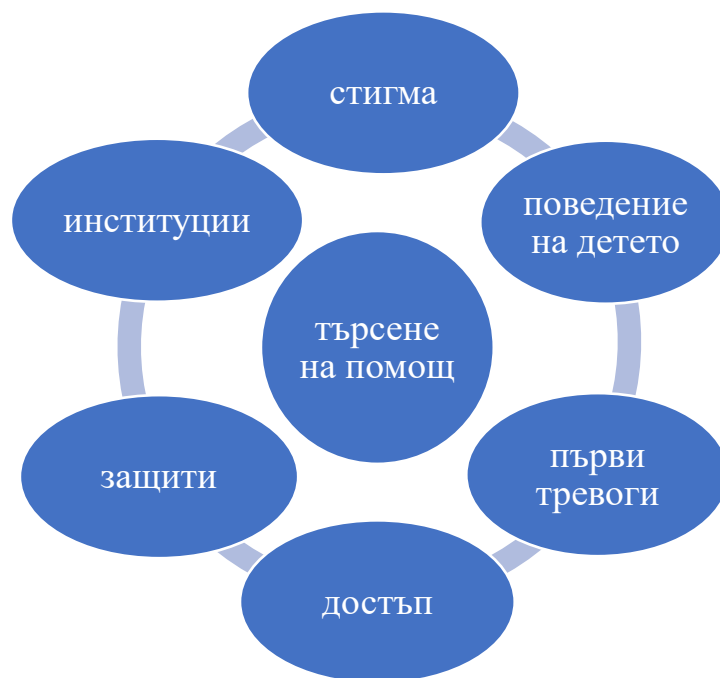 стигма
поведение
на детето
първи
тревоги
достъп
защити
институции
търсене
на помощ